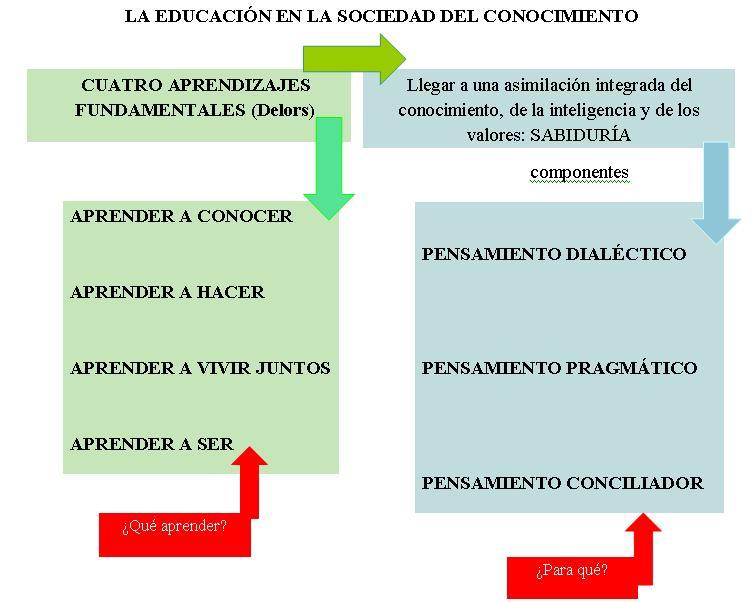 LA EDUCACIÓN EN LA SOCIEDAD DEL CONOCIMIENTO
CUATRO APRENDIZAJES
FUNDAMENTALES (Delors)
Llegar a una asimilación integrada del
conocimiento, de la inteligencia y de los
valores: SABIDURÍA
componentes
APRENDER A CONOCER
APRENDER A HACER
APRENDER A VIVIR JUNTOS
APRENDER A SER
PENSAMIENTO DIALÉCTICO
PENSAMIENTO PRAGMÁTICO
PENSAMIENTO CONCILIADOR
¿Qué aprender?
¿Para qué?